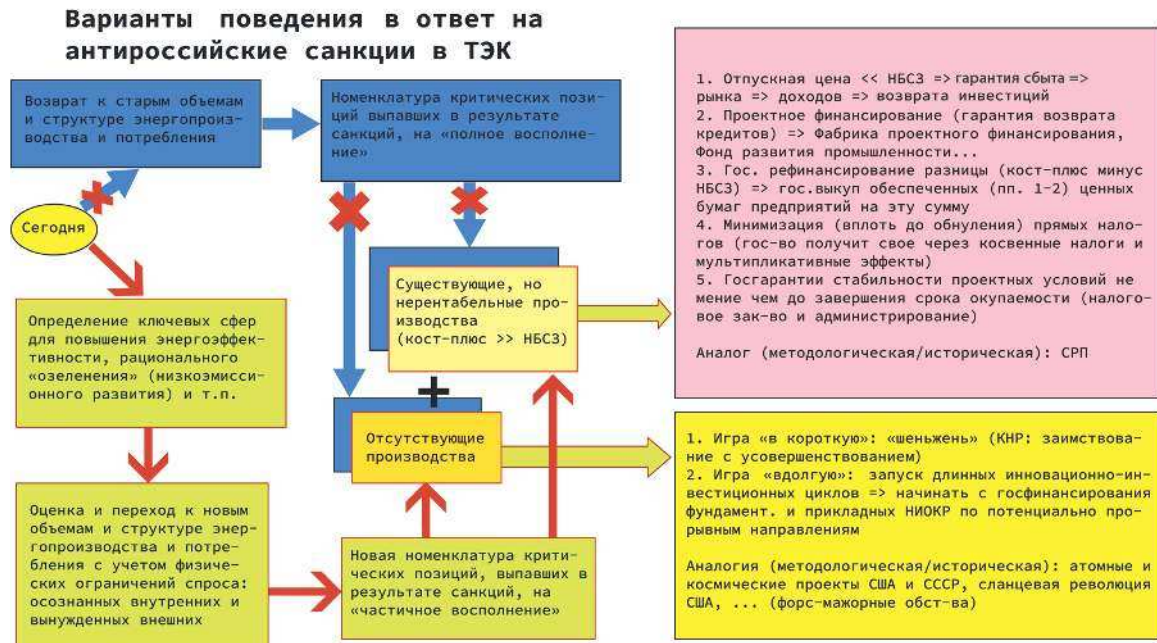 Варианты поведения в ответ на
антироссийские санкции в ТЭК
Возврат к старым объемам
и структуре энергопроиз-
водства и потребления
Номенклатура критических пози-
ций выпавших в результате
санкций, на «полное восполне-
ние»
Сегодня
Определение ключевых сфер
для повышения энергоэффек-
тивности, рационального
«озеленения» (низкоэмисси-
онного развития) и т.п.
Оценка и переход к новым
объемам и структуре энер-
гопроизводства и потре-
бления с учетом физиче-
ских ограничений спроса:
осознанных внутренних и
вынужденных внешних
Существующие, но
нерентабельные про-
изводства
(кост-плюс >> НБСЗ)
+
Отсутствующие
производства
Новая номенклатура крити-
ческих позиций, выпавших в
результате санкций, на
«частичное восполнение»
1. Отпускная цена << НБСЗ => гарантия сбыта =>
рынка => доходов => возврата инвестиций
2. Проектное финансирование (гарантия возврата
кредитов) => Фабрика проектного финансирования,
Фонд развития промышленности...
3. Гос. рефинансирование разницы (кост-плюс минус
НБСЗ) => гос.выкуп обеспеченных (пп. 1-2) ценных
бумаг предприятий на эту сумму
4. Минимизация (вплоть до обнуления) прямых нало-
гов (гос-во получит свое через косвенные налоги и
мультипликативные эффекты)
5. Госгарантии стабильности проектных условий не
мение чем до завершения срока окупаемости (налого-
вое зак-во и администрирование)
Аналог (методологическая/историческая): СРП
1. Игра «в короткую»: «шеньжень» (КНР: заимствова-
ние с усовершенствованием)
2. Игра «вдолгую»: запуск длинных инновационно-ин-
вестиционных циклов => начинать с госфинансирования
фундамент. и прикладных НИОКР по потенциально про-
рывным направлениям
Аналогия (методологическая/историческая): атомные и
космические проекты США и СССР, сланцевая революция
США, ... (форс-мажорные обст-ва)